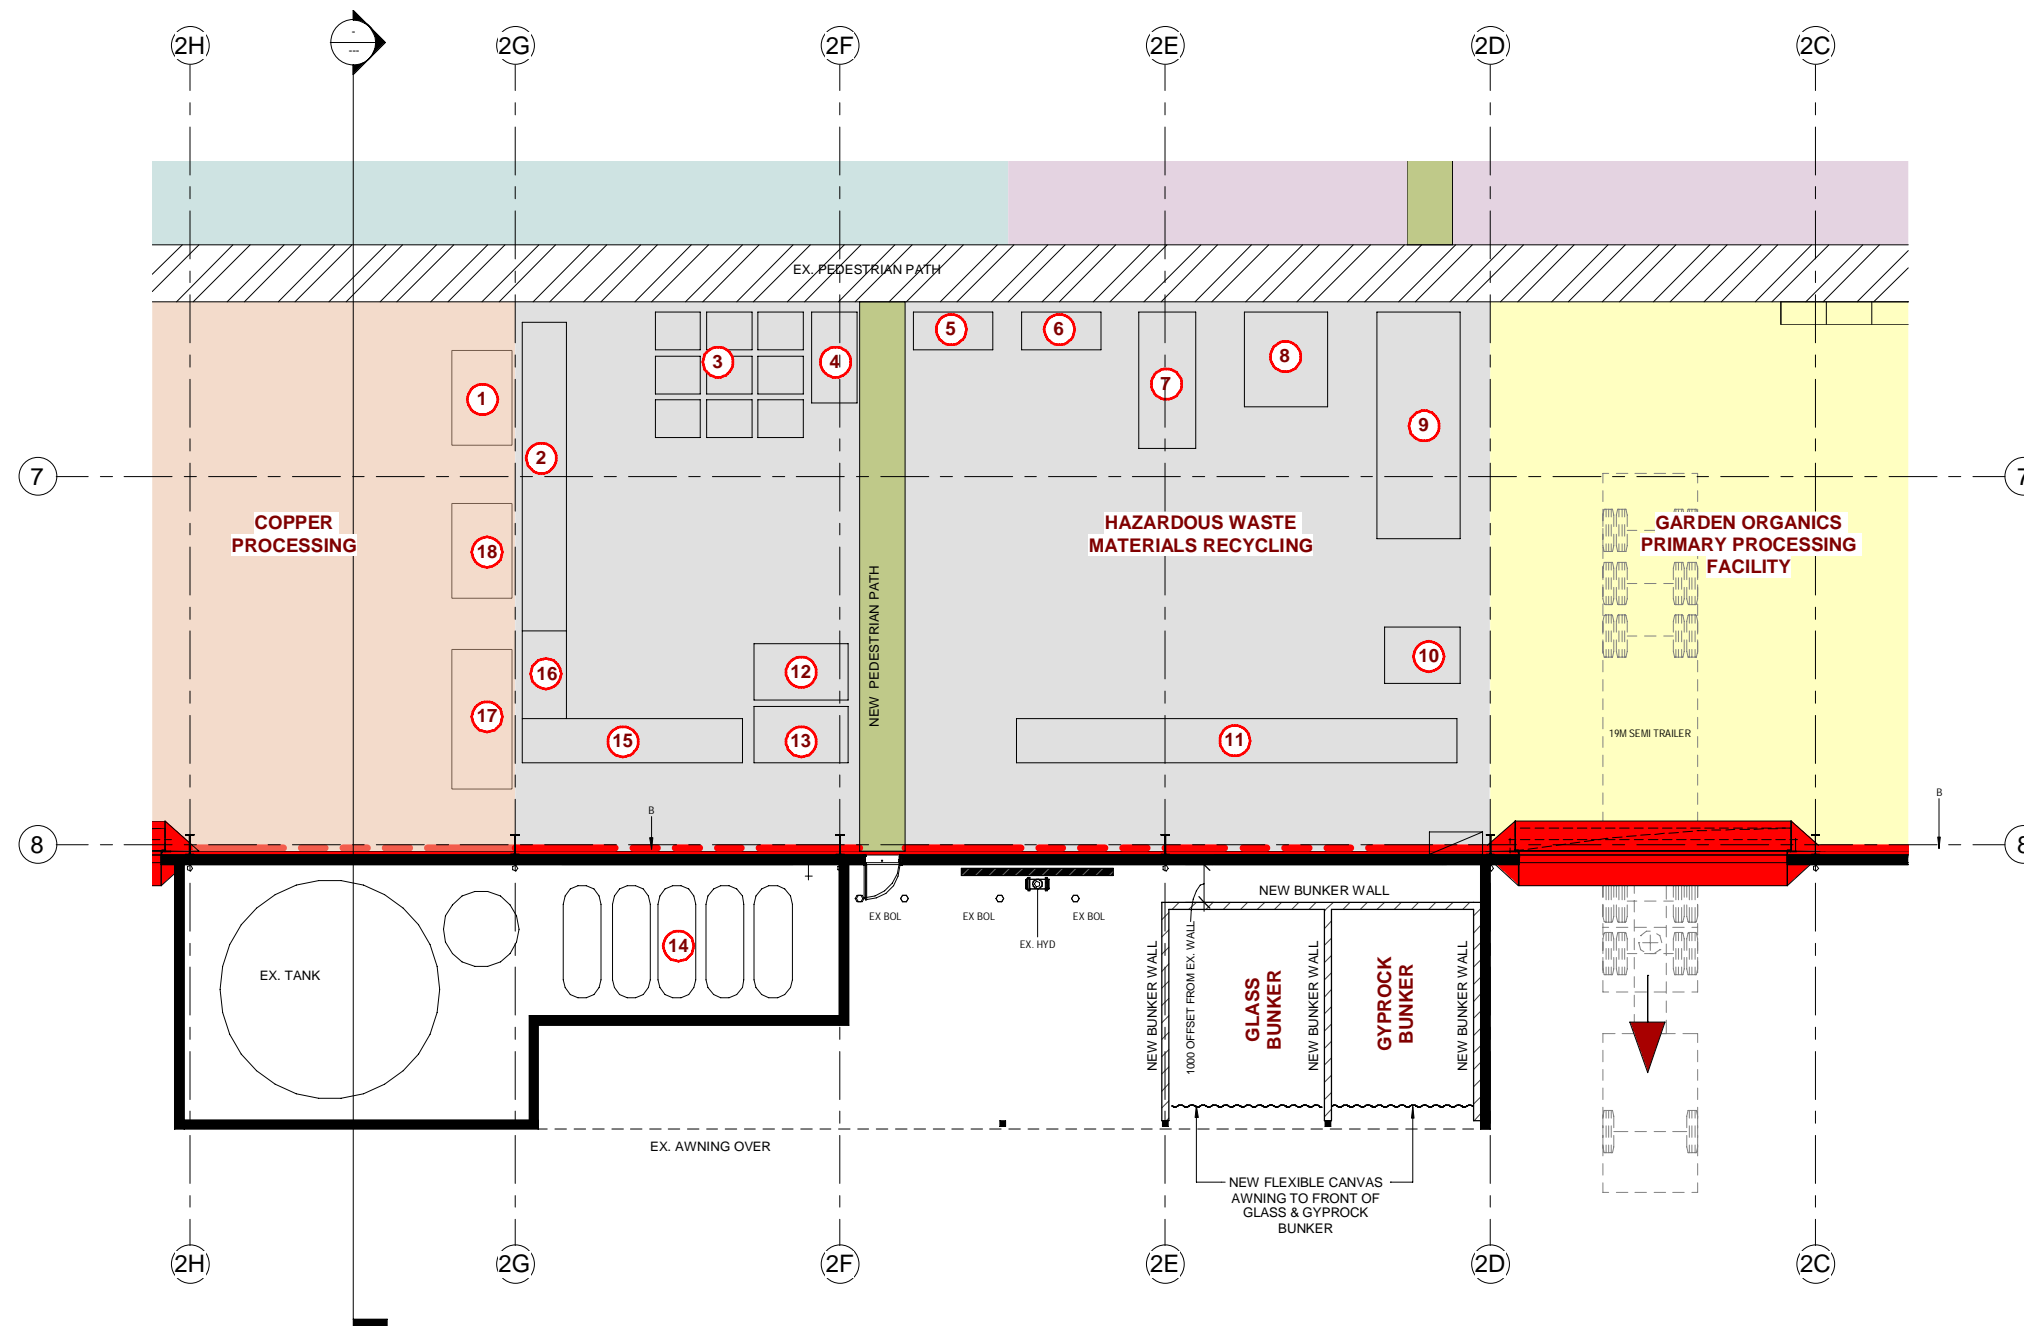 2H
2G
2F
2E
2D
2C
-
---
EX. PEDESTRIAN PATH
5
6
3
4
8
7
1
9
2
7
7
COPPER
PROCESSING
HAZARDOUS WASTE
MATERIALS RECYCLING
GARDEN ORGANICS
PRIMARY PROCESSING
FACILITY
18
NEW PEDESTRIAN PATH
10
12
16
17
15
13
11
19M SEMI TRAILER
B
B
8
8
NEW BUNKER WALL
EX BOL
EX BOL
EX BOL
EX. HYD
14
EX. TANK
NEW BUNKER WALL
1000 OFFSET FROM EX. WALL
GLASS
BUNKER
NEW BUNKER WALL
GYPROCK
BUNKER
NEW BUNKER WALL
EX. AWNING OVER
NEW FLEXIBLE CANVAS
AWNING TO FRONT OF
GLASS & GYPROCK
BUNKER
2H
2G
2F
2E
2D
2C